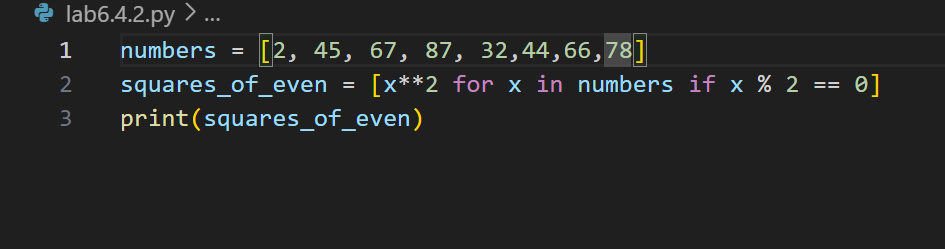 lab6.4.2.py > ...
1 numbers = [2, 45, 67, 87, 32,44,66,78]
2 squares_of_even = [x**2 for x in numbers if x % 2 == 0]
3 print(squares_of_even)